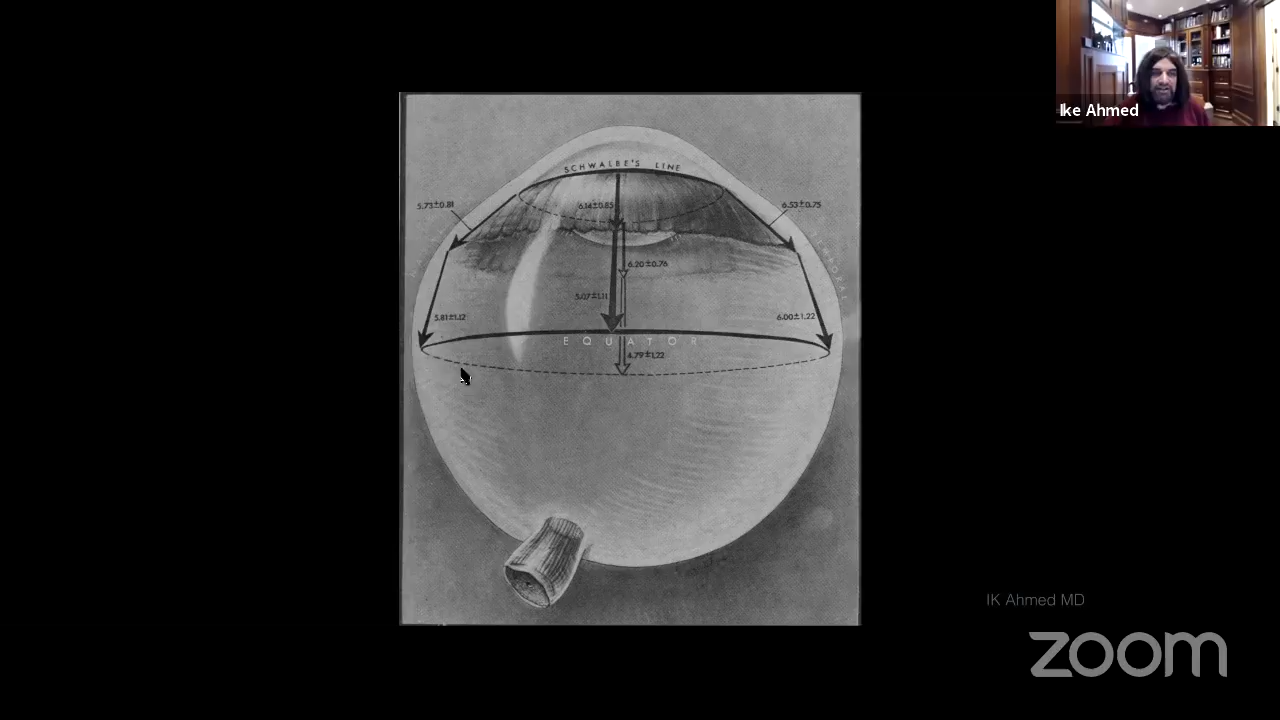 Ike Ahmed
SCHWALBE'S LINE
5.73±0.81
6.14±0.85
6.53±0.75
6.20±0.76
5.07±1.11
5.81±1.12
6.00±1.22
EQUATOR
4.79±1.22
IK Ahmed MD
zoom